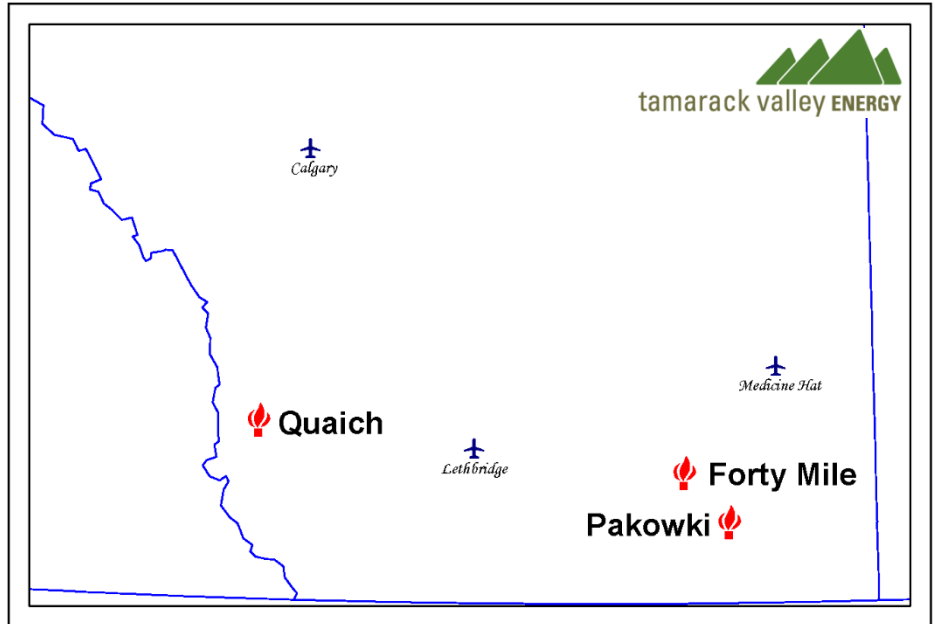 tamarack valley ENERGY
Calgary
Medicine Hat
Quaich
Lethbridge
Forty Mile
Pakowki